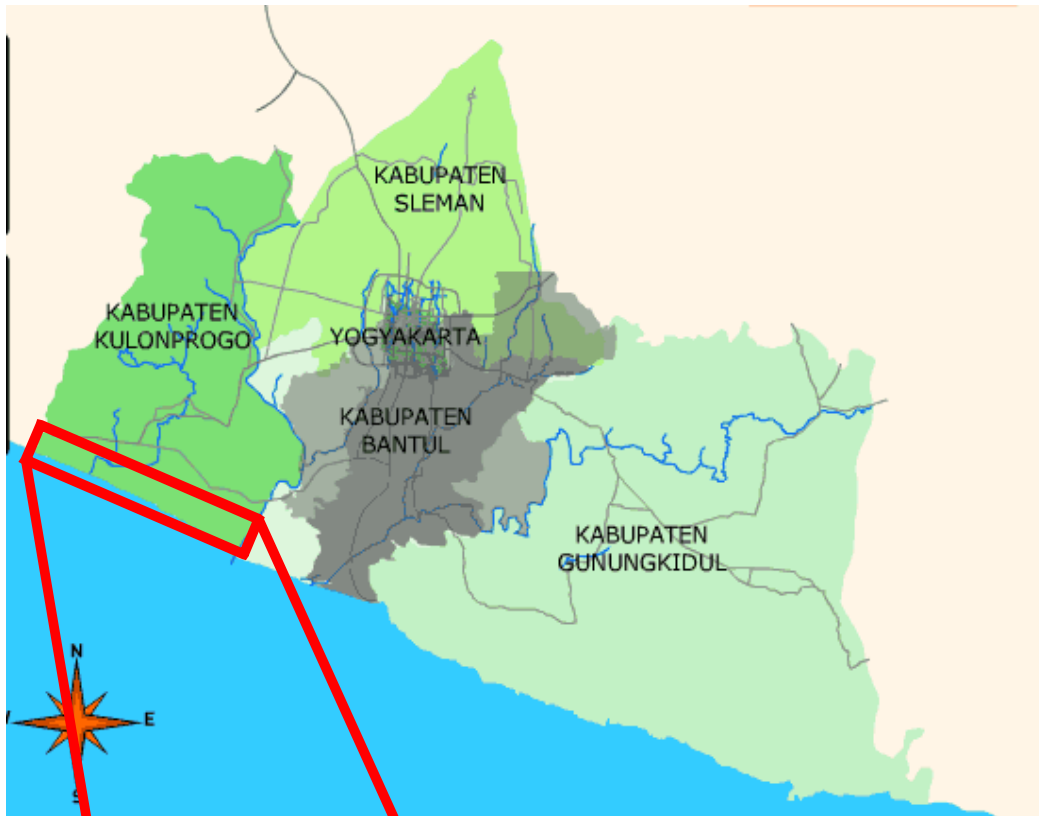 KABUPATEN
SLEMAN
KABUPATEN
KULONPROGO
YOGYAKARTA
KABUPATEN
BANTUL
KABUPATEN
GUNUNGKIDUL
N
E
S